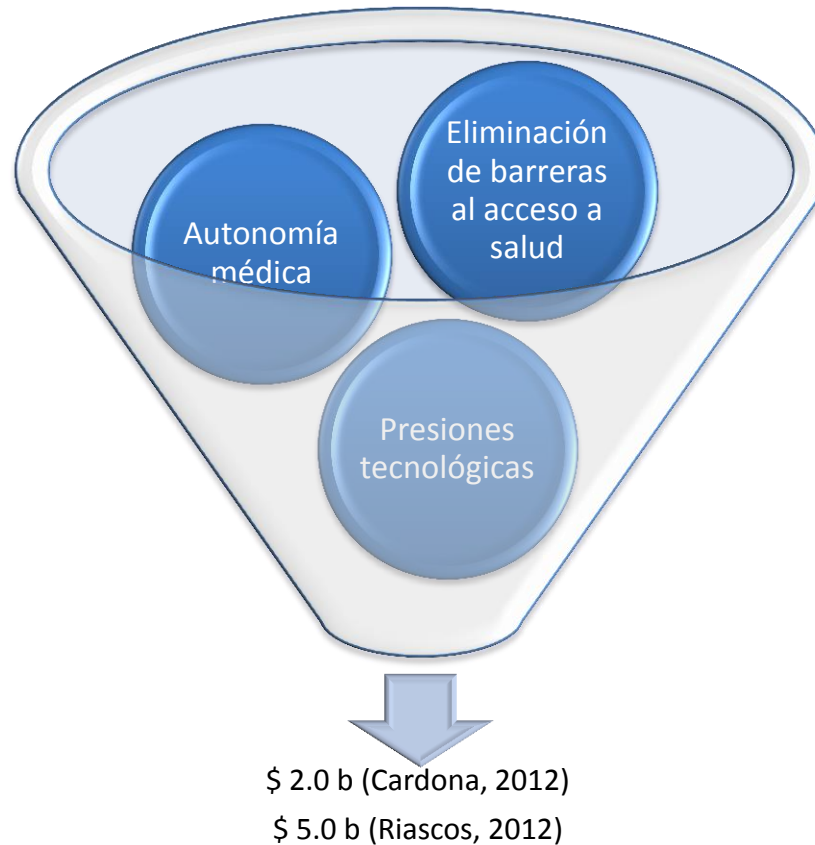 Eliminación
de barreras
al acceso a
salud
Autonomía
médica
Presiones
tecnológicas
$ 2.0 b (Cardona, 2012)
$ 5.0 b (Riascos, 2012)